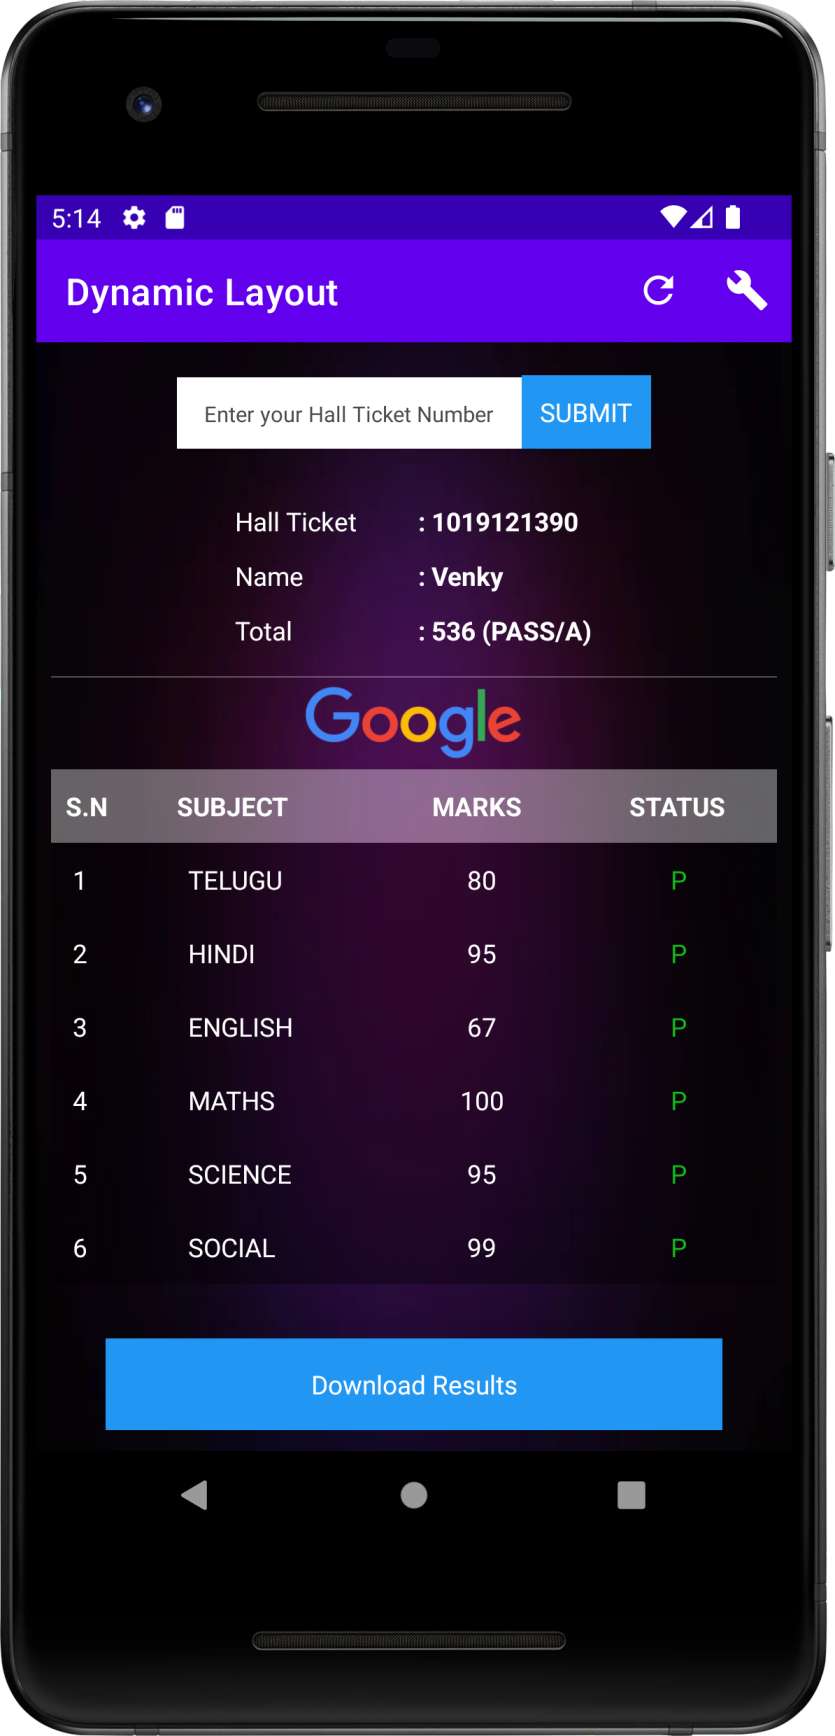 5:14
Dynamic Layout
Enter your Hall Ticket Number SUBMIT
Hall Ticket : 1019121390
Name : Venky
Total : 536 (PASS/A)
Google
S.N SUBJECT MARKS STATUS
1 TELUGU 80 P
2 HINDI 95 P
3 ENGLISH 67 P
4 MATHS 100 P
5 SCIENCE 95 P
6 SOCIAL 99 P
Download Results